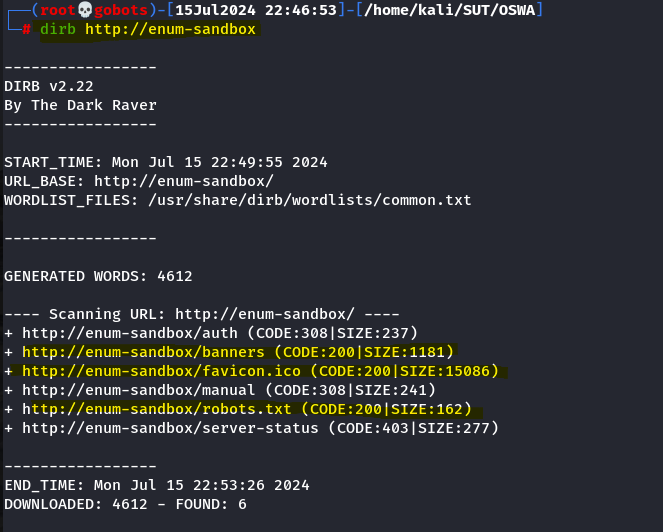 (root💀gobots)-[15Jul2024 22:46:53]-[/home/kali/SUT/OSWA]
# dirb http://enum-sandbox
-----------------
DIRB v2.22
By The Dark Raver
-----------------
START_TIME: Mon Jul 15 22:49:55 2024
URL_BASE: http://enum-sandbox/
WORDLIST_FILES: /usr/share/dirb/wordlists/common.txt
-----------------
GENERATED WORDS: 4612
---- Scanning URL: http://enum-sandbox/ ----
+ http://enum-sandbox/auth (CODE:308|SIZE:237)
+ http://enum-sandbox/banners (CODE:200|SIZE:1181)
+ http://enum-sandbox/favicon.ico (CODE:200|SIZE:15086)
+ http://enum-sandbox/manual (CODE:308|SIZE:241)
+ http://enum-sandbox/robots.txt (CODE:200|SIZE:162)
+ http://enum-sandbox/server-status (CODE:403|SIZE:277)
-----------------
END_TIME: Mon Jul 15 22:53:26 2024
DOWNLOADED: 4612 - FOUND: 6